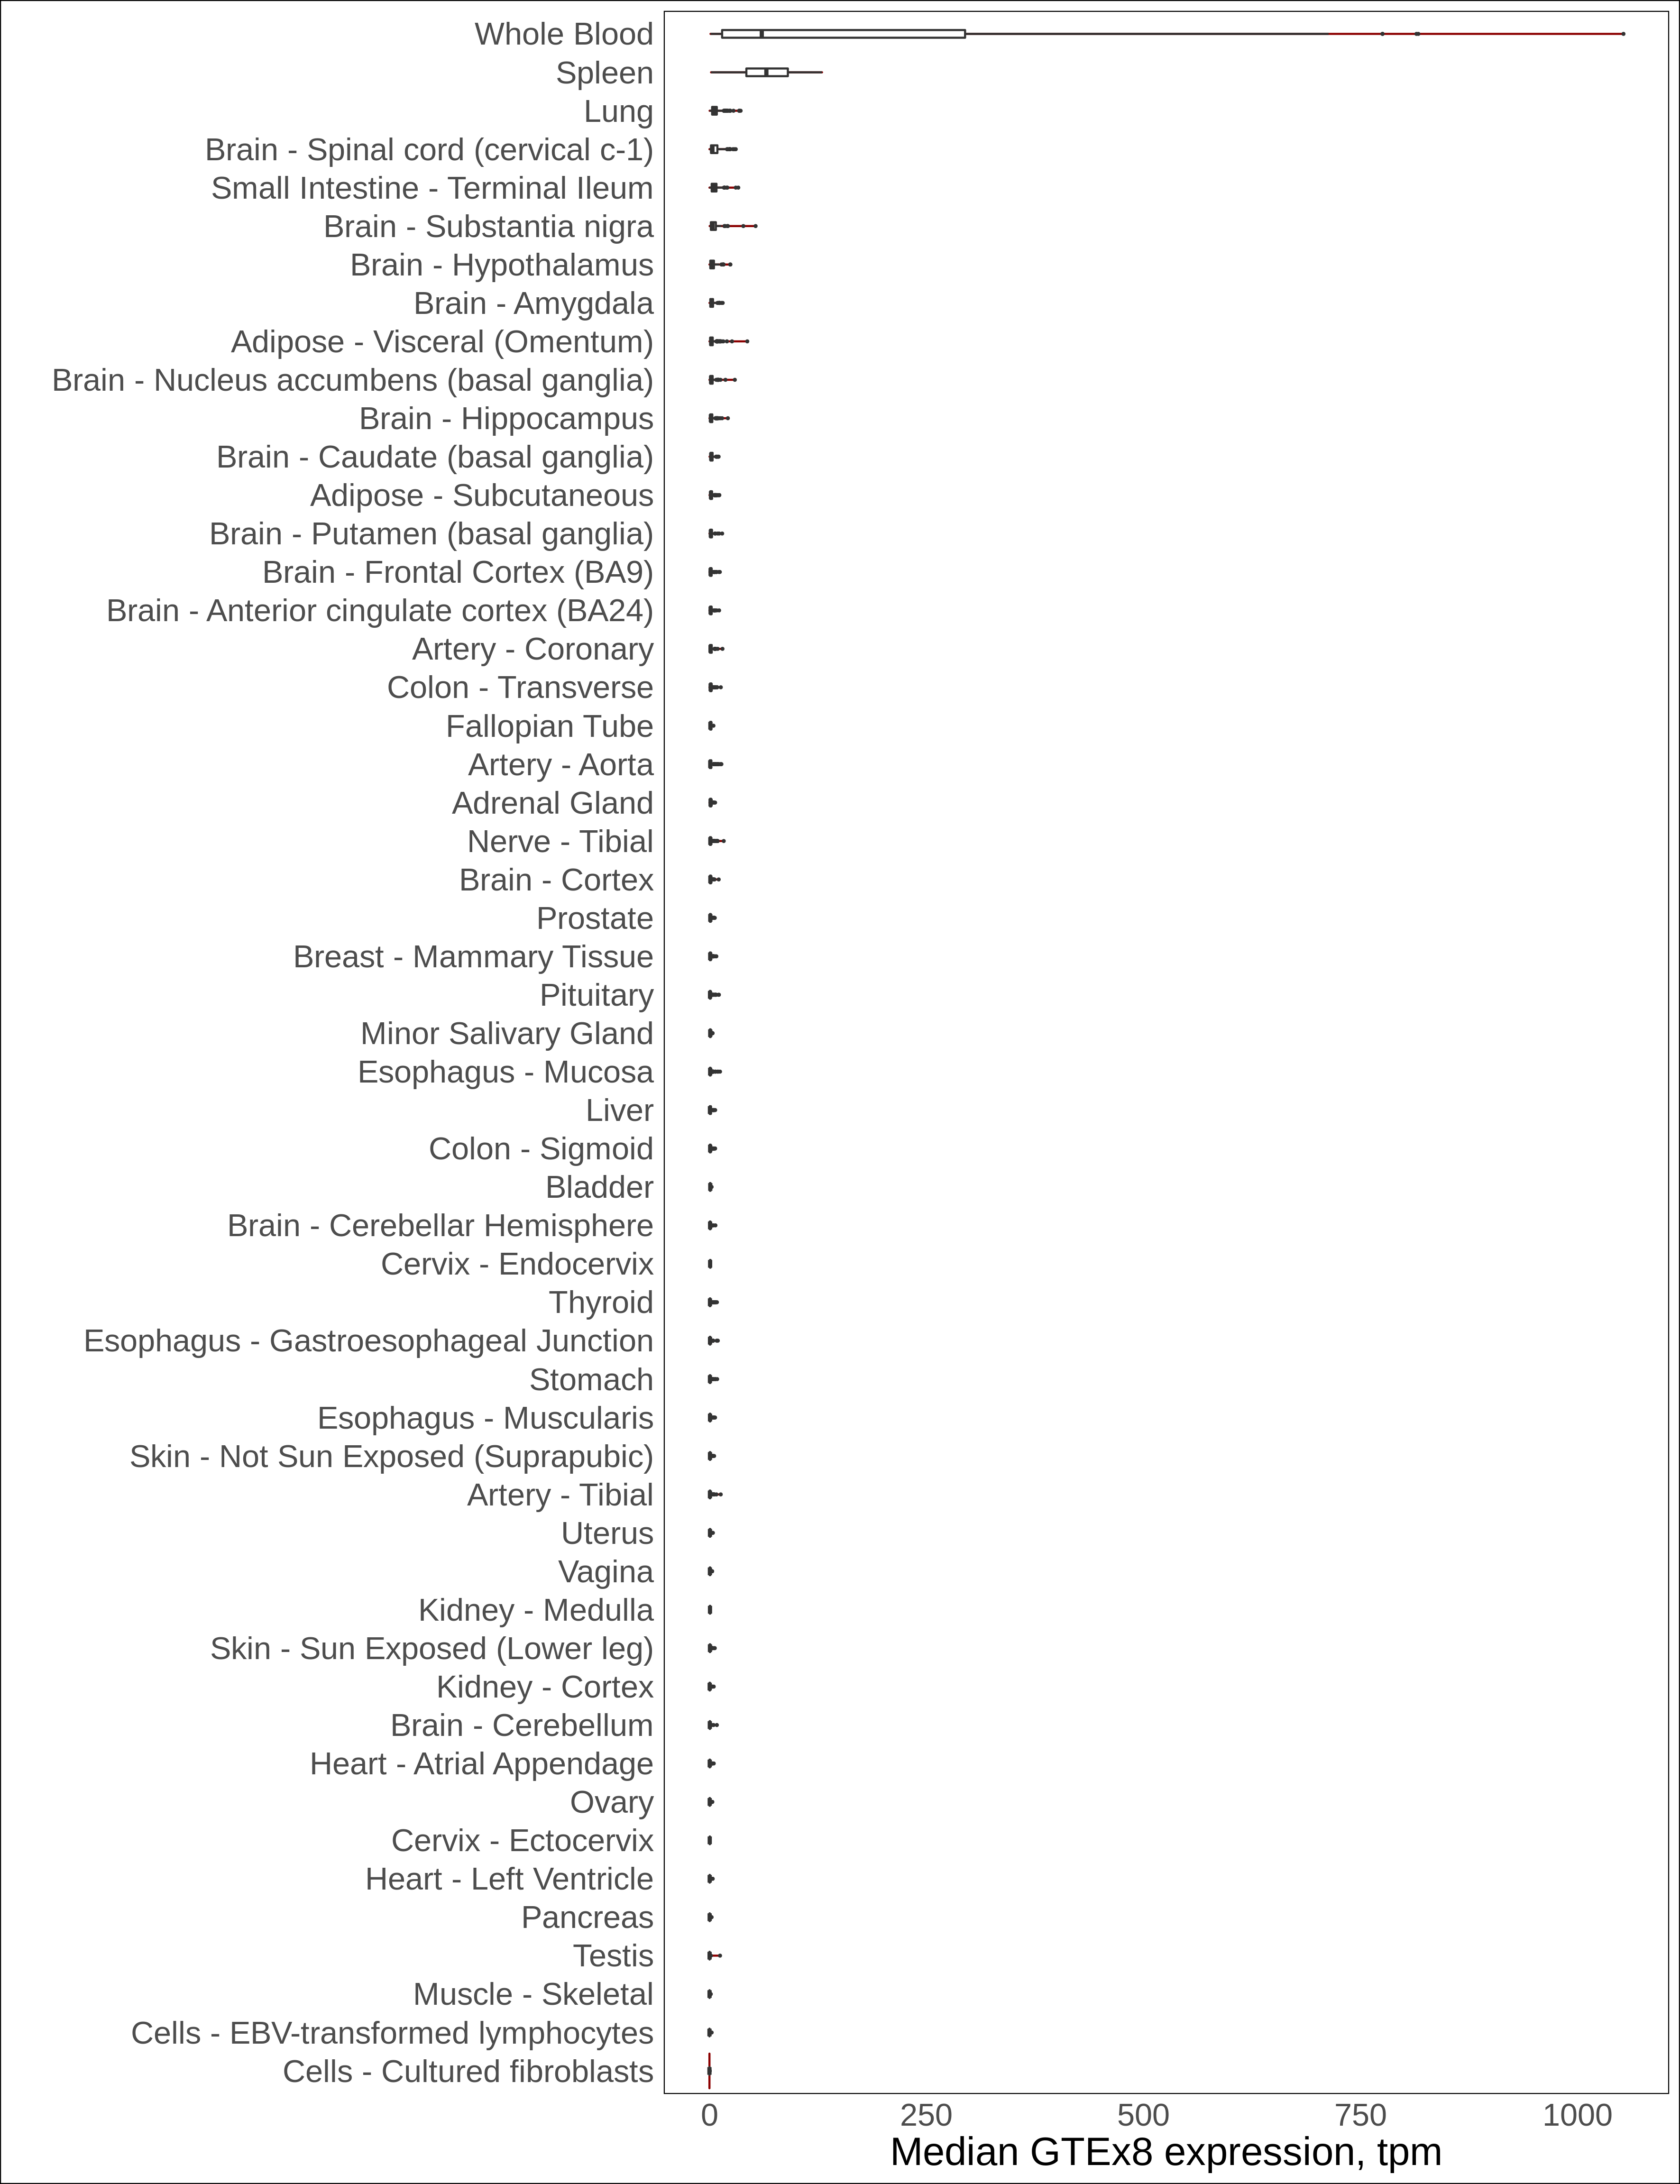 Whole Blood
Spleen
Lung
Brain - Spinal cord (cervical c-1)
Small Intestine - Terminal Ileum
Brain - Substantia nigra
Brain - Hypothalamus
Brain - Amygdala
Adipose - Visceral (Omentum)
Brain - Nucleus accumbens (basal ganglia)
Brain - Hippocampus
Brain - Caudate (basal ganglia)
Adipose - Subcutaneous
Brain - Putamen (basal ganglia)
Brain - Frontal Cortex (BA9)
Brain - Anterior cingulate cortex (BA24)
Artery - Coronary
Colon - Transverse
Fallopian Tube
Artery - Aorta
Adrenal Gland
Nerve - Tibial
Brain - Cortex
Prostate
Breast - Mammary Tissue
Pituitary
Minor Salivary Gland
Esophagus - Mucosa
Liver
Colon - Sigmoid
Bladder
Brain - Cerebellar Hemisphere
Cervix - Endocervix
Thyroid
Esophagus - Gastroesophageal Junction
Stomach
Esophagus - Muscularis
Skin - Not Sun Exposed (Suprapubic)
Artery - Tibial
Uterus
Vagina
Kidney - Medulla
Skin - Sun Exposed (Lower leg)
Kidney - Cortex
Brain - Cerebellum
Heart - Atrial Appendage
Ovary
Cervix - Ectocervix
Heart - Left Ventricle
Pancreas
Testis
Muscle - Skeletal
Cells - EBV-transformed lymphocytes
Cells - Cultured fibroblasts
0 250 500 750 1000
Median GTEx8 expression, tpm